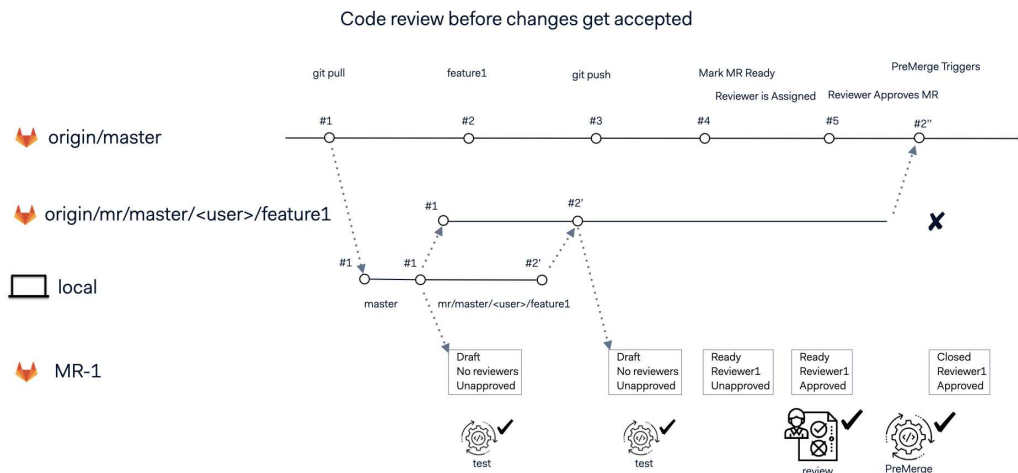 Code review before changes get accepted
PreMerge Triggers
git pull
feature1
git push
Mark MR Ready
Reviewer is Assigned
Reviewer Approves MR
#1
#2
#3
#4
#5
#2''
origin/master
origin/mr/master/<user>/feature1
#1
#2'
#1
#1
#2'
local
master
mr/master/<user>/feature1
MR-1
Draft
No reviewers
Unapproved
Draft
No reviewers
Unapproved
Ready
Reviewer1
Unapproved
Ready
Reviewer1
Approved
Closed
Reviewer1
Approved
test
test
review
PreMerge